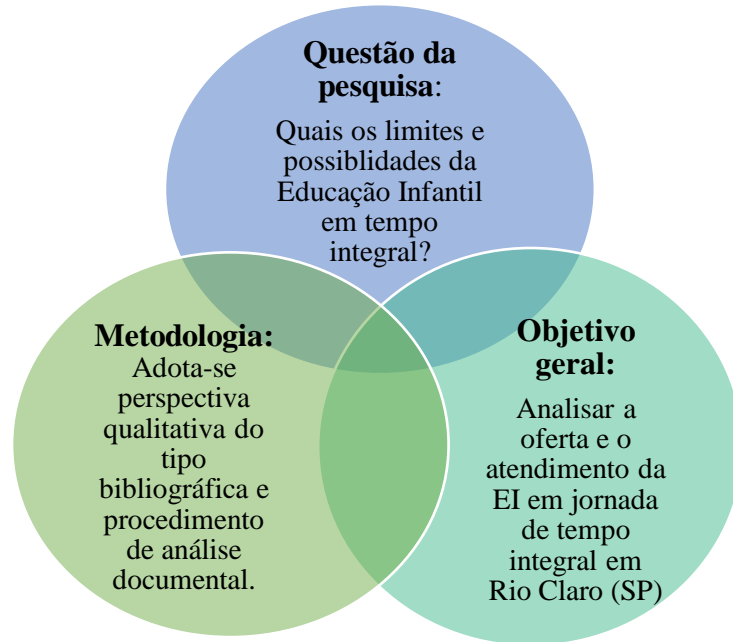 Questão da
pesquisa:
Quais os limites e
possiblidades da
Educação Infantil
em tempo
integral?
Metodologia:
Adota-se
perspectiva
qualitativa do
tipo
bibliográfica e
procedimento
de análise
documental.
Objetivo
geral:
Analisar a
oferta e o
atendimento da
EI em jornada
de tempo
integral em
Rio Claro (SP)